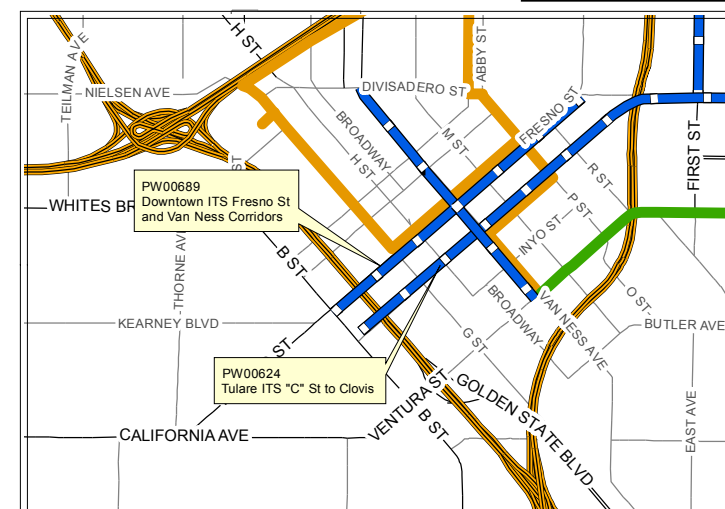 H ST
TEILMAN AVE
NIELSEN AVE
DIVISADERO ST
ABBY ST
FRESNO ST
FIRST ST
BROADWAY
M ST
H ST
R ST
ST
PW00689
Downtown ITS Fresno St
and Van Ness Corridors
WHITES BR
P ST
INYO ST
THORNE AVE
B ST
O ST
BROADWAY
VAN NESS AVE
KEARNEY BLVD
G ST
BUTLER AVE
ST
PW00624
Tulare ITS "C" St to Clovis
VENTURA ST
GOLDEN STATE BLVD
EAST AVE
CALIFORNIA AVE
B ST